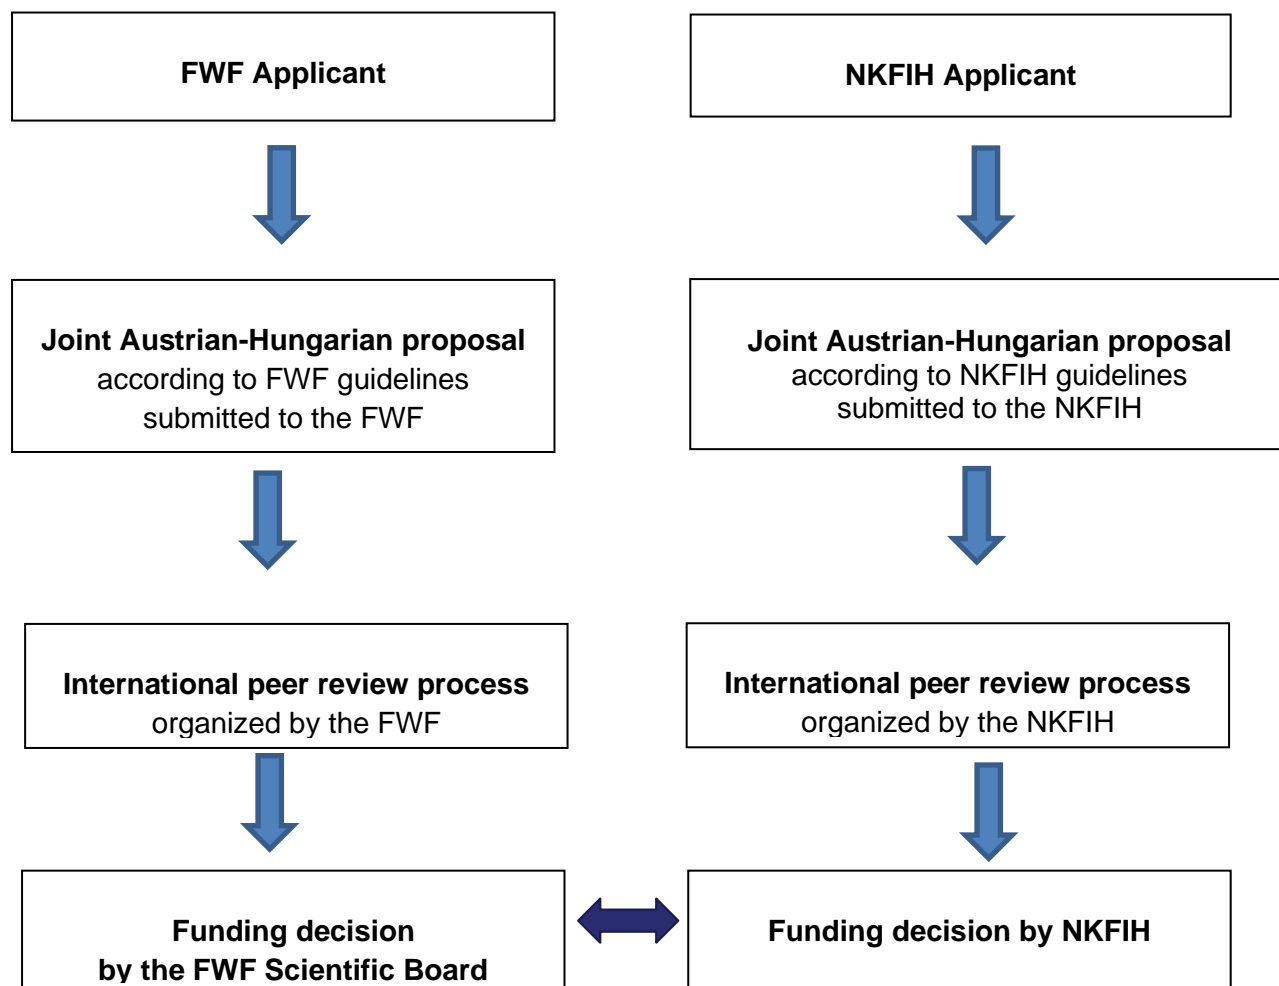 FWF Applicant
NKFIH Applicant
Joint Austrian-Hungarian proposal
according to FWF guidelines
submitted to the FWF
Joint Austrian-Hungarian proposal
according to NKFIH guidelines
submitted to the NKFIH
International peer review process
organized by the FWF
International peer review process
organized by the NKFIH
Funding decision
by the FWF Scientific Board
Funding decision by NKFIH